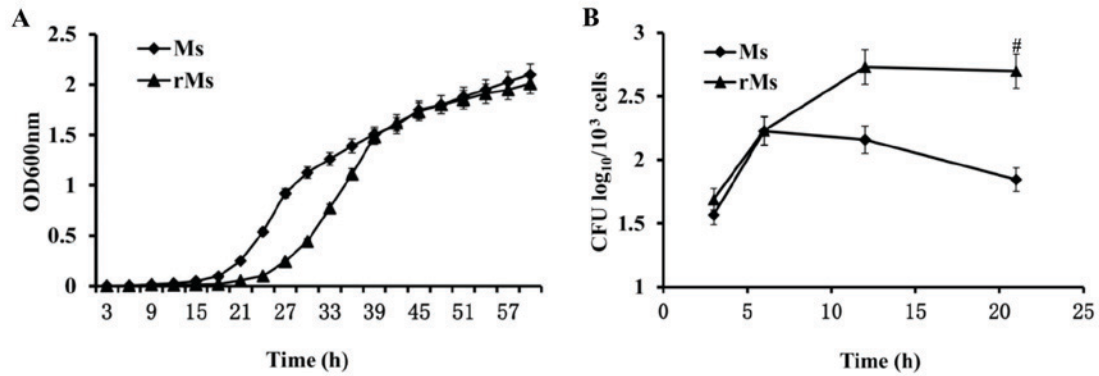 A
OD600nm
2.5
2
1.5
1
0.5
0
Ms
rMs
3 9 15 21 27 33 39 45 51 57
Time (h)
B
CFU log10/10³ cells
3
2.5
2
1.5
1
Ms
rMs
#
0 5 10 15 20 25
Time (h)